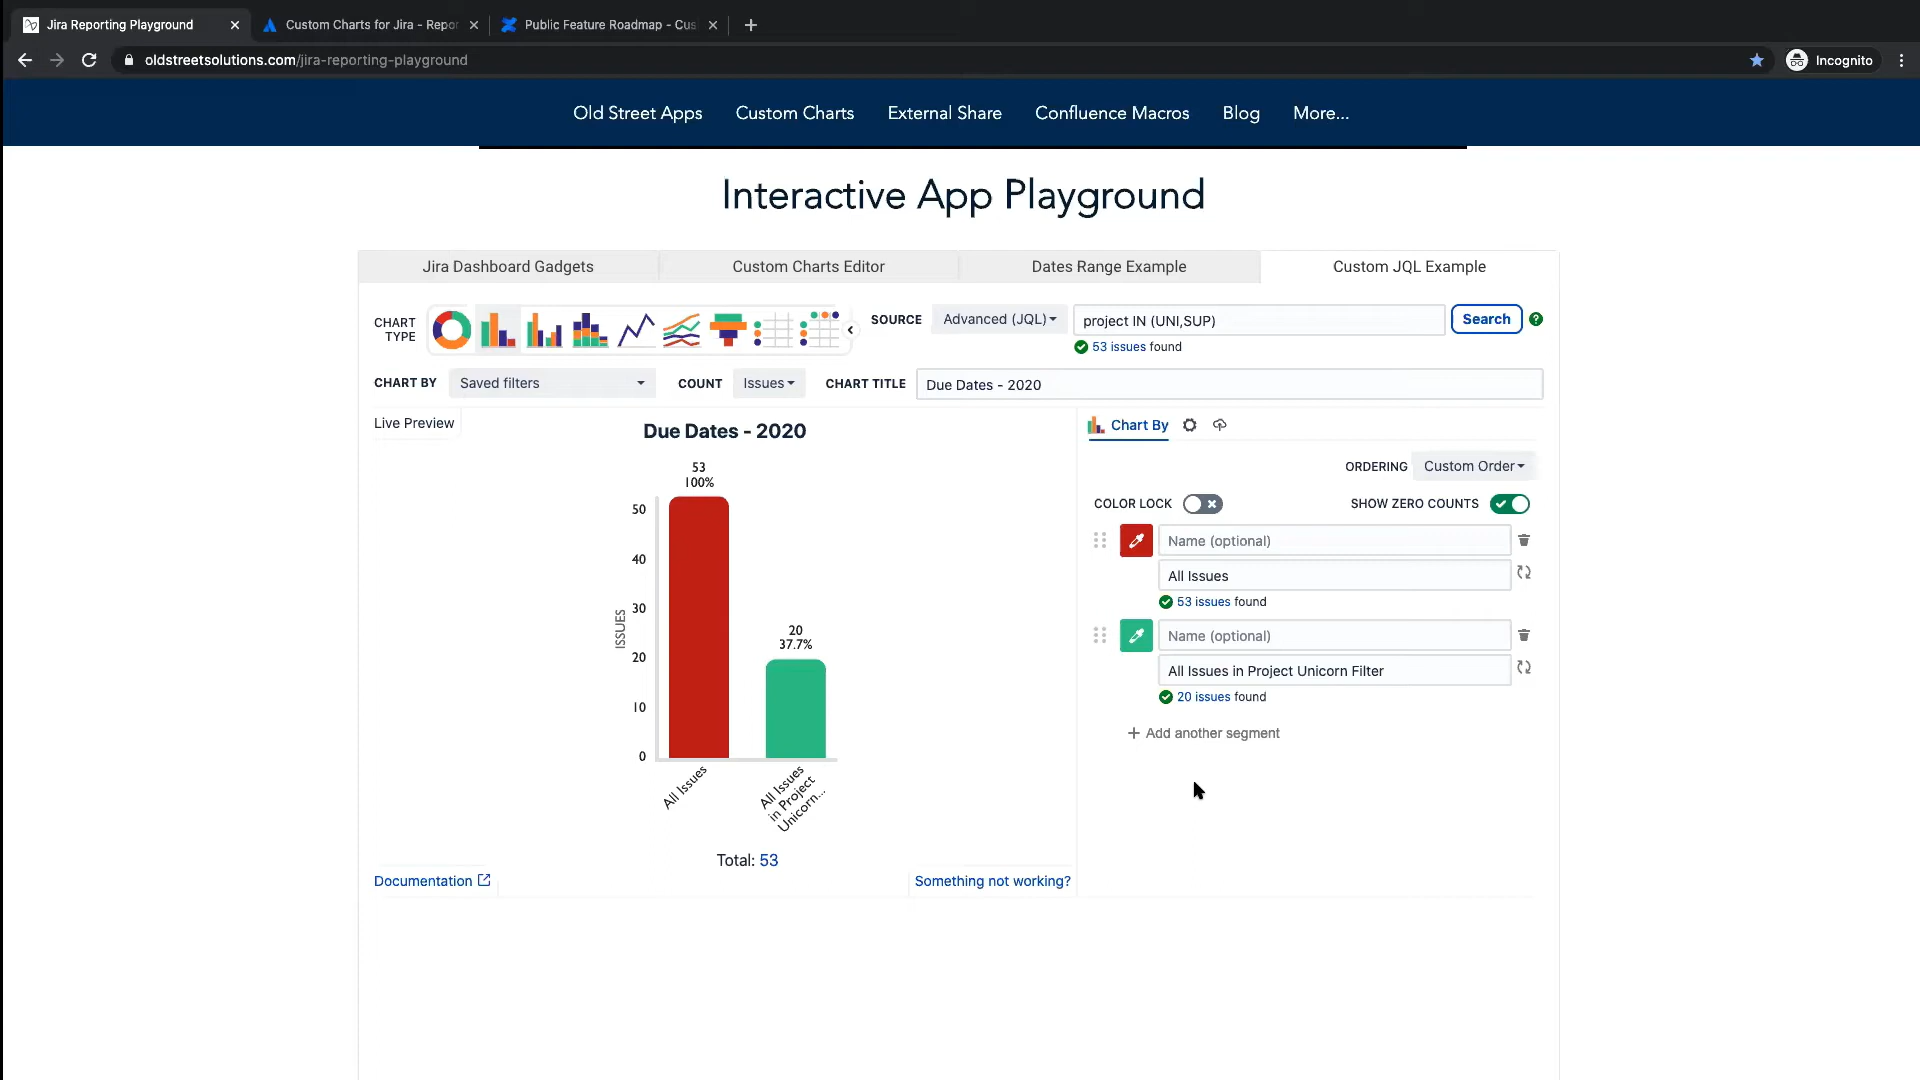 Jira Reporting Playground
Custom Charts for Jira - Repor
Public Feature Roadmap - Cus
oldstreetsolutions.com/jira-reporting-playground
Incognito
Old Street Apps
Custom Charts
External Share
Confluence Macros
Blog
More...
Interactive App Playground
Jira Dashboard Gadgets
Custom Charts Editor
Dates Range Example
Custom JQL Example
CHART
TYPE
SOURCE
Advanced (JQL)
project IN (UNI,SUP)
Search
53 issues found
CHART BY
Saved filters
COUNT
Issues
CHART TITLE
Due Dates - 2020
Live Preview
Due Dates - 2020
53
100%
20
37.7%
50
40
30
20
10
0
ISSUES
All Issues
All Issues
in Project
Unicorn...
Total: 53
Documentation
Something not working?
Chart By
ORDERING
Custom Order
COLOR LOCK
SHOW ZERO COUNTS
Name (optional)
All Issues
53 issues found
Name (optional)
All Issues in Project Unicorn Filter
20 issues found
+ Add another segment